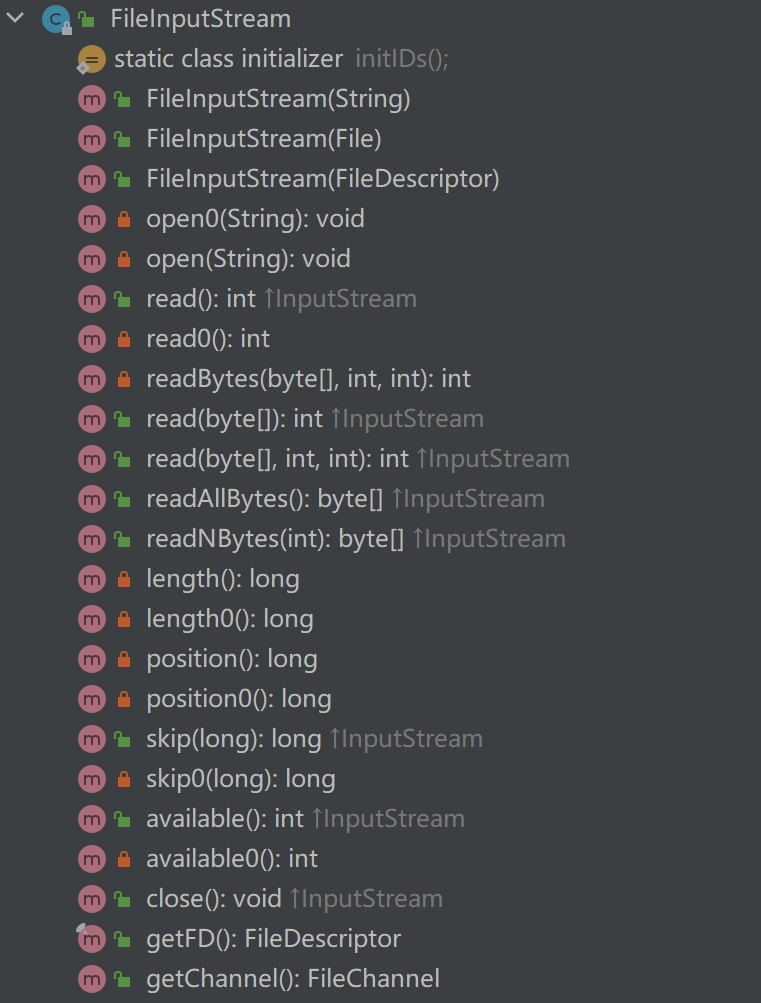 FileInputStream
static class initializer initIDs();
FileInputStream(String)
FileInputStream(File)
FileInputStream(FileDescriptor)
open0(String): void
open(String): void
read(): int ↑InputStream
read0(): int
readBytes(byte[], int, int): int
read(byte[]): int ↑InputStream
read(byte[], int, int): int ↑InputStream
readAllBytes(): byte[] ↑InputStream
readNBytes(int): byte[] ↑InputStream
length(): long
length0(): long
position(): long
position0(): long
skip(long): long ↑InputStream
skip0(long): long
available(): int ↑InputStream
available0(): int
close(): void ↑InputStream
getFD(): FileDescriptor
getChannel(): FileChannel